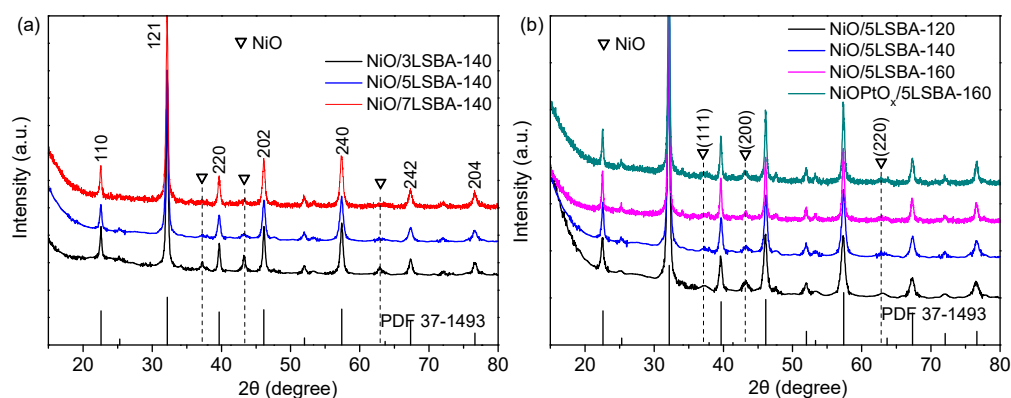 (a)
121
▽ NiO
NiO/3LSBA-140
NiO/5LSBA-140
NiO/7LSBA-140
110
220
202
240
242
204
PDF 37-1493
Intensity (a.u.)
20 30 40 50 60 70 80
2θ (degree)
(b)
▽ NiO
NiO/5LSBA-120
NiO/5LSBA-140
NiO/5LSBA-160
NiOPtOₓ/5LSBA-160
(111)
(200)
(220)
PDF 37-1493
Intensity (a.u.)
20 30 40 50 60 70 80
2θ (degree)